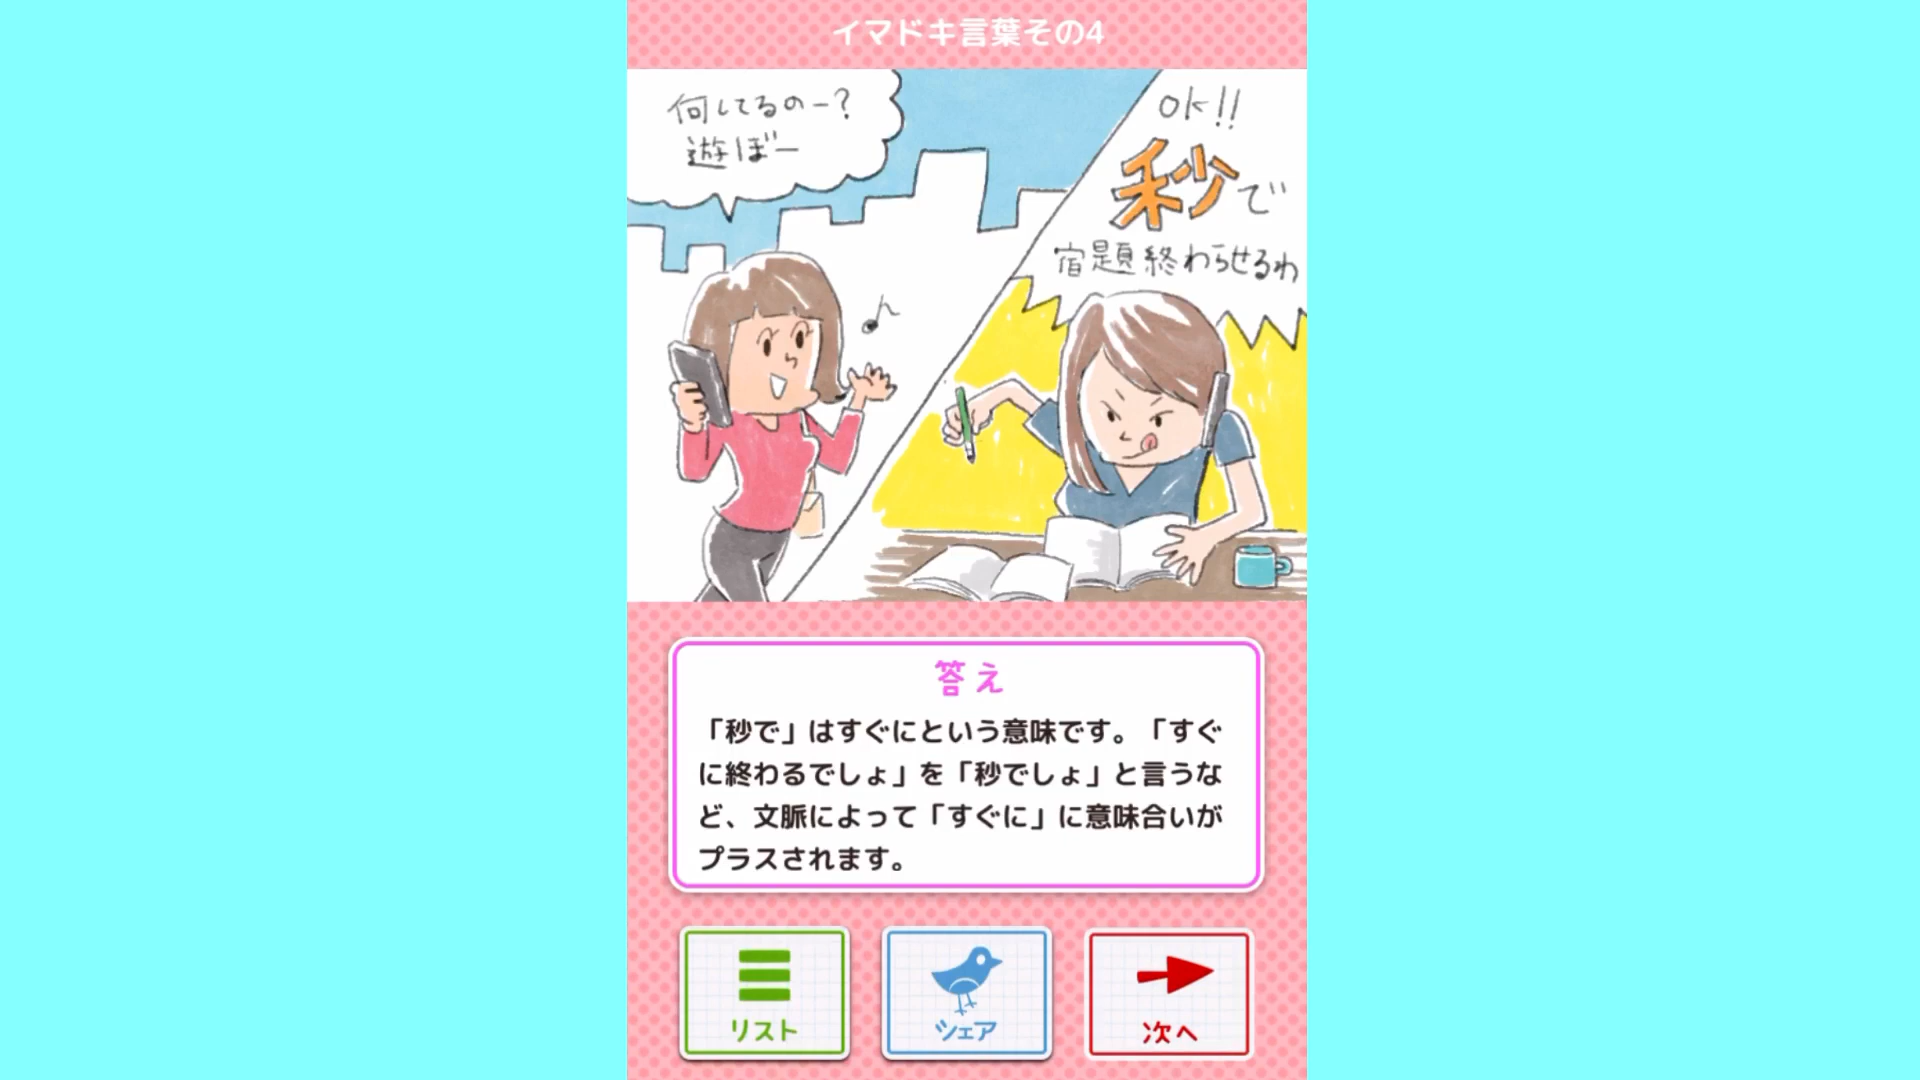 イマドキ言葉その4
何してるのー?
遊ぼー
OK!!
秒で
宿題終わらせるわ
答え
「秒で」はすぐにという意味です。「すぐ
に終わるでしょ」を「秒でしょ」と言うな
ど、文脈によって「すぐに」に意味合いが
プラスされます。
リスト
シェア
次へ